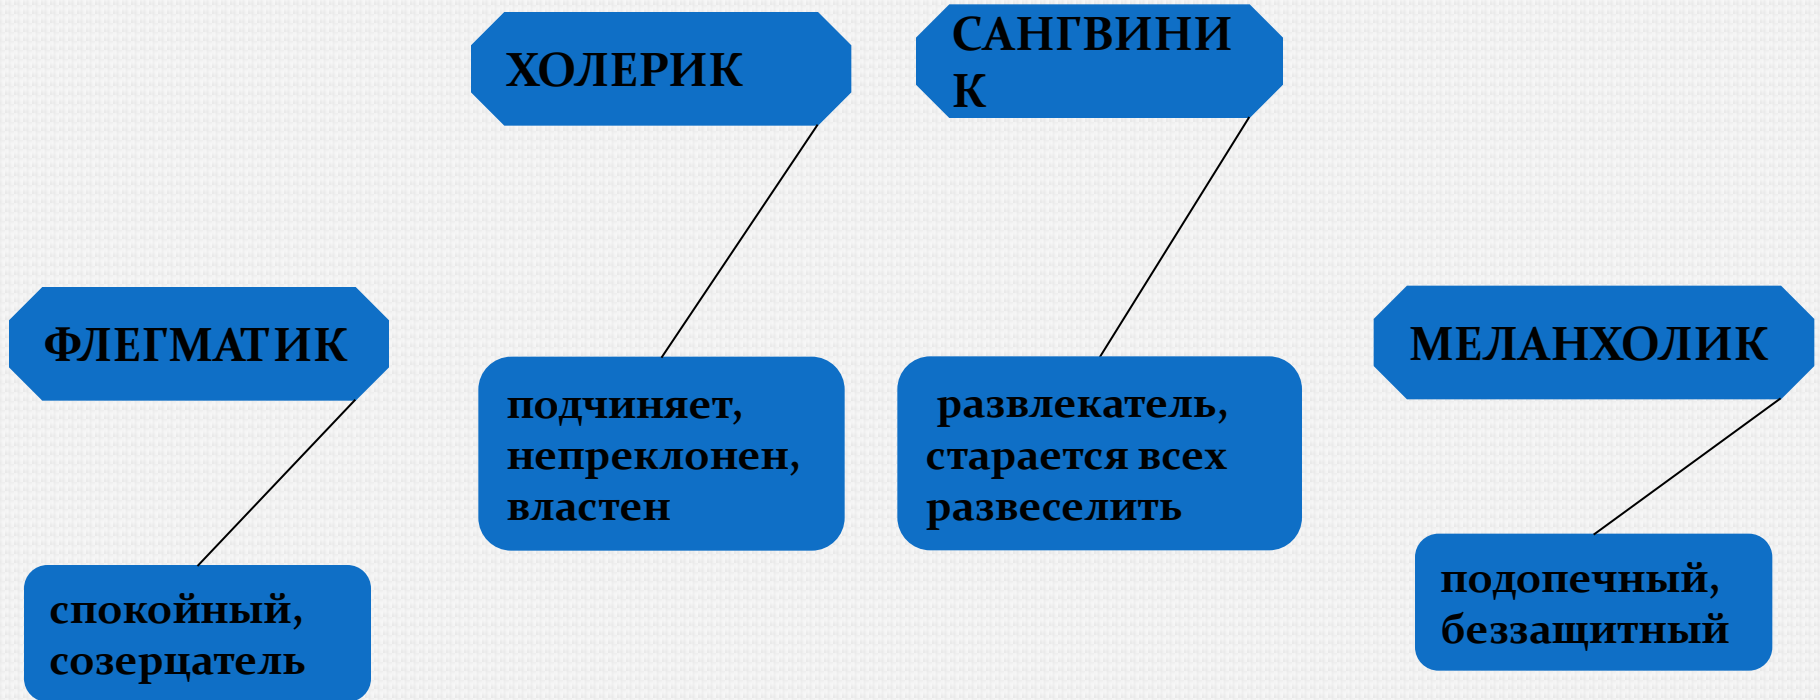 ХОЛЕРИК
САНГВИНИ
К
ФЛЕГМАТИК
МЕЛАНХОЛИК
подчиняет,
непреклонен,
властен
развлекатель,
старается всех
развеселить
спокойный,
созерцатель
подопечный,
беззащитный